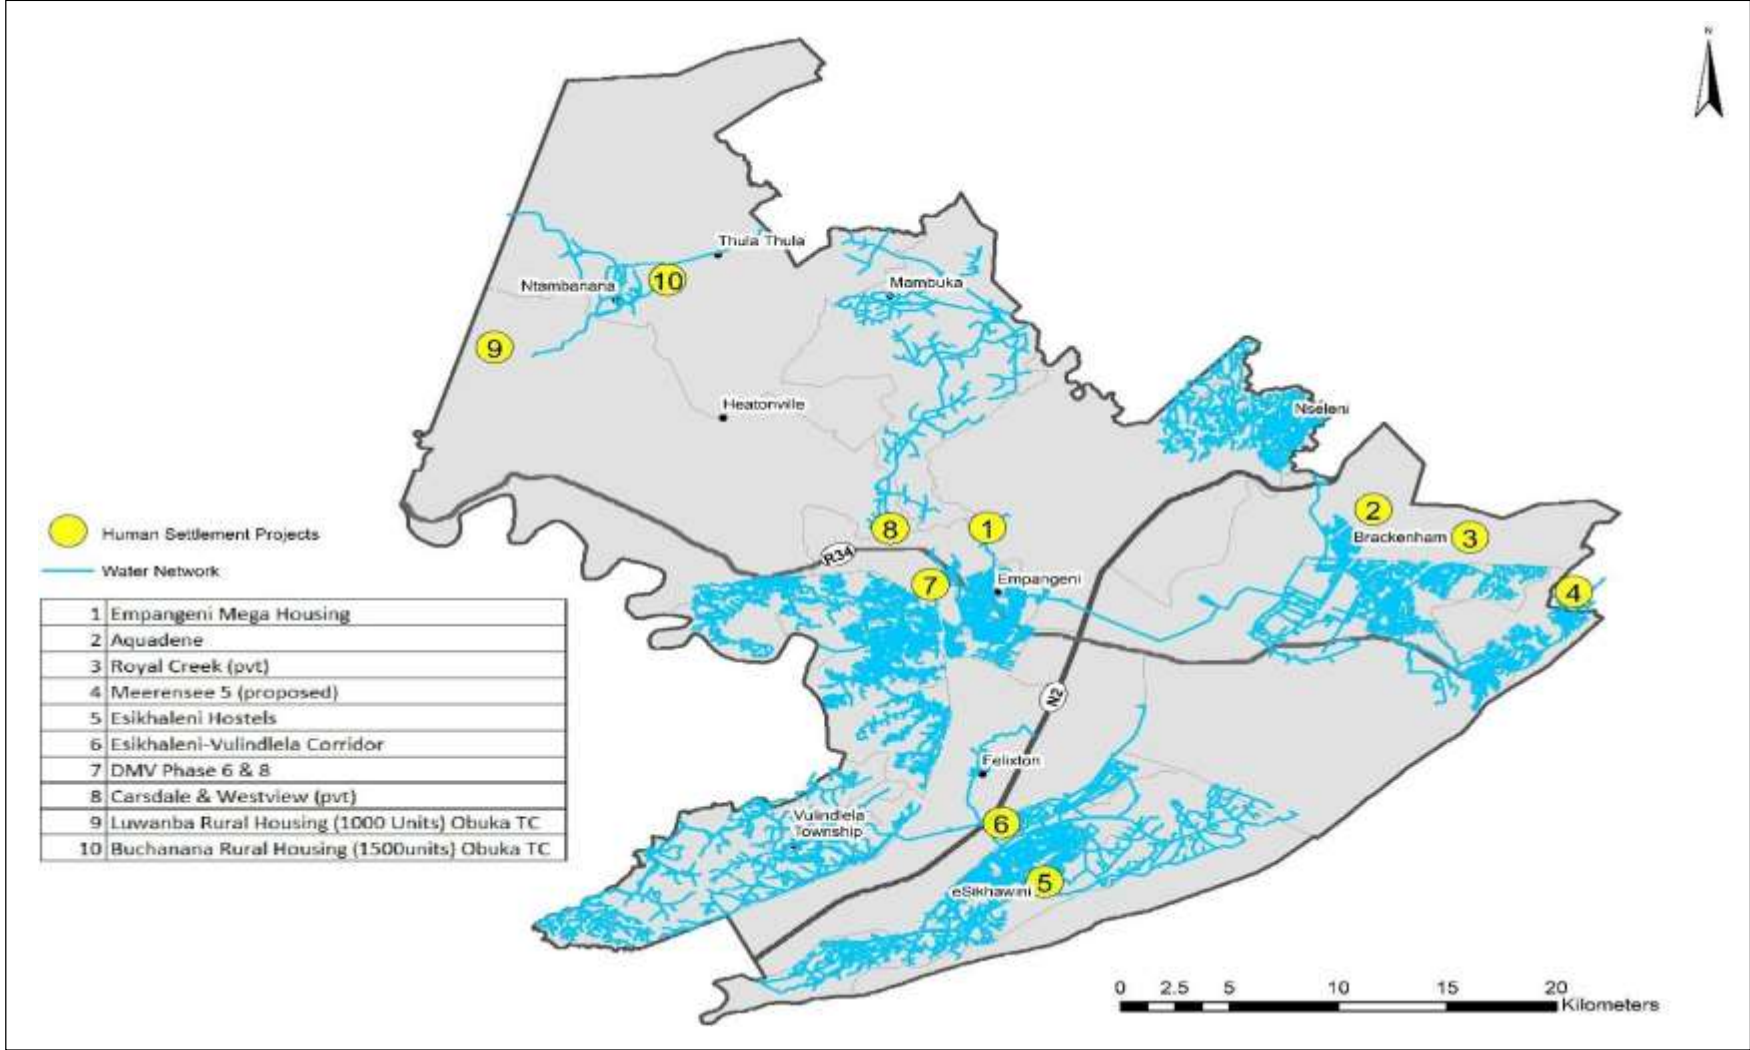 N
Thula Thula
10
Ntambanana
Mambuka
9
Heatonville
Nseleni
8
1
2
Brackenham
3
R34
7
Empangeni
4
Human Settlement Projects
Water Network
1 Empangeni Mega Housing
2 Aquadene
3 Royal Creek (pvt)
4 Meerensee 5 (proposed)
5 Esikhaleni Hostels
6 Esikhaleni-Vulindlela Corridor
7 DMV Phase 6 & 8
8 Carsdale & Westview (pvt)
9 Luwanba Rural Housing (1000 Units) Obuka TC
10 Buchanana Rural Housing (1500units) Obuka TC
N2
Felixton
Vulindlela
Township
6
5
eSikhawini
0 2.5 5 10 15 20
Kilometers